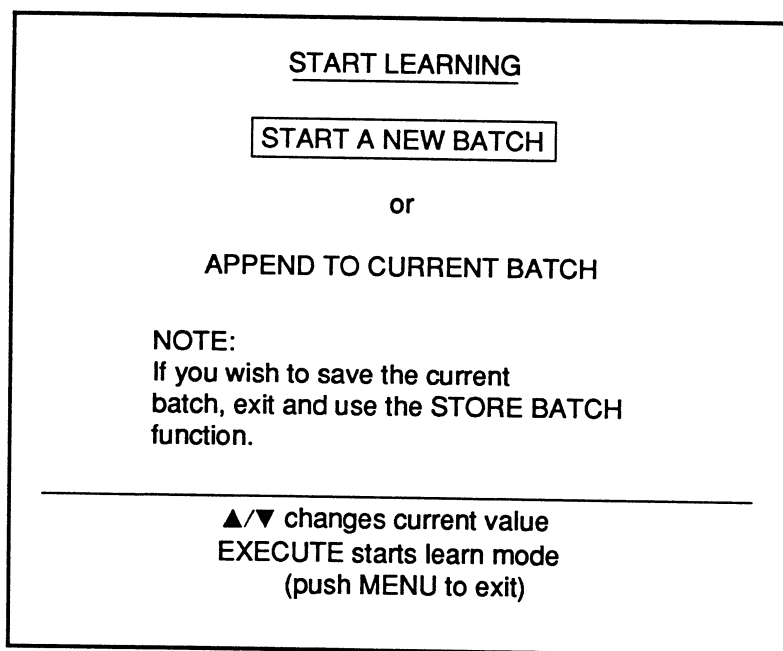 START LEARNING
START A NEW BATCH
or
APPEND TO CURRENT BATCH
NOTE:
If you wish to save the current
batch, exit and use the STORE BATCH
function.
▲/▼ changes current value
EXECUTE starts learn mode
(push MENU to exit)